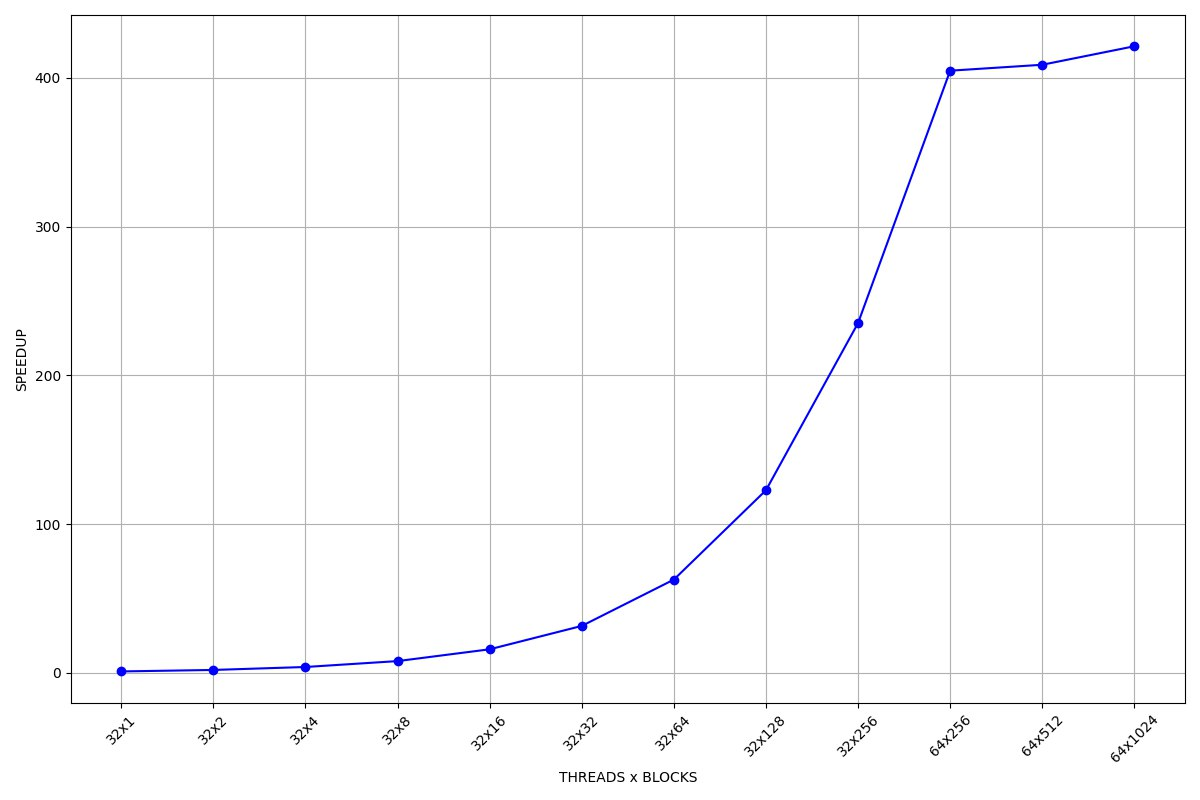 400
300
200
100
0
SPEEDUP
32x1
32x2
32x4
32x8
32x16
32x32
32x64
32x128
32x256
64x256
64x512
64x1024
THREADS x BLOCKS